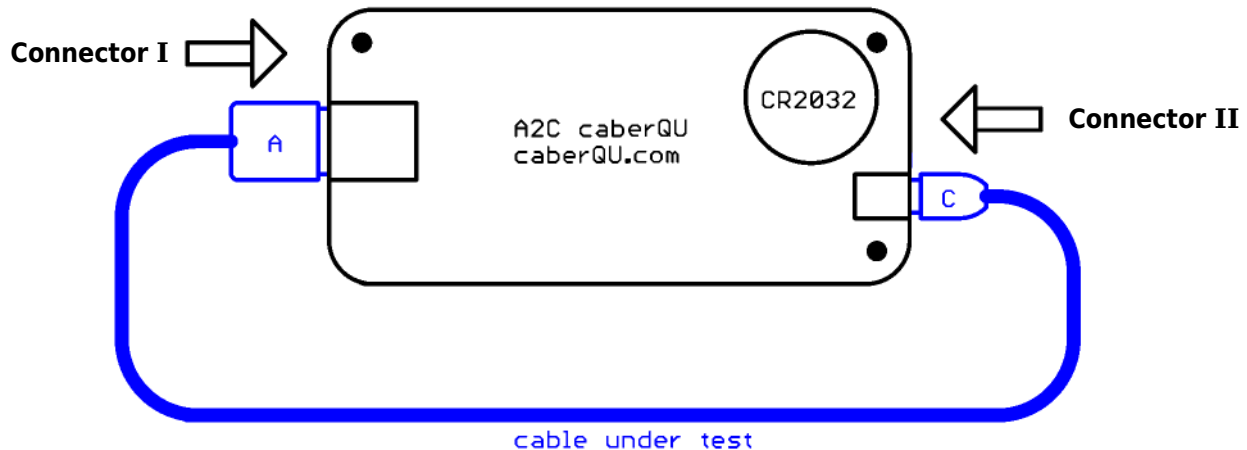 Connector I
CR2032
Connector II
A2C caberQU
caberQU.com
A
C
cable under test